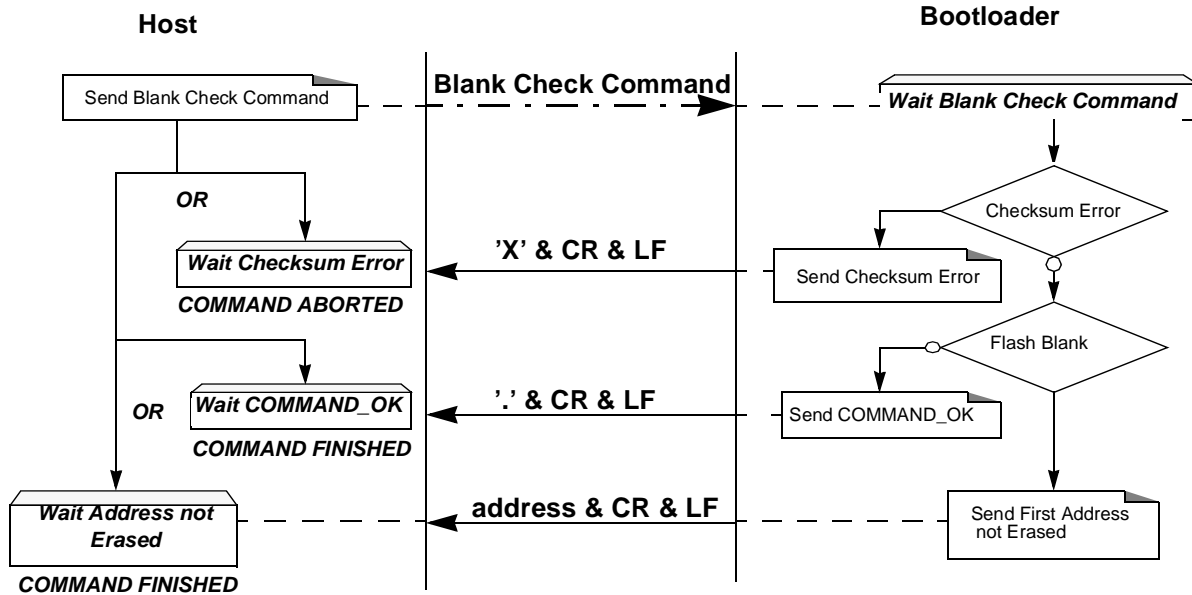 Host
Bootloader
Send Blank Check Command
Blank Check Command
Wait Blank Check Command
OR
Checksum Error
Wait Checksum Error
'X' & CR & LF
Send Checksum Error
COMMAND ABORTED
Flash Blank
OR
Wait COMMAND_OK
'.' & CR & LF
Send COMMAND_OK
COMMAND FINISHED
Wait Address not
Erased
address & CR & LF
Send First Address
not Erased
COMMAND FINISHED